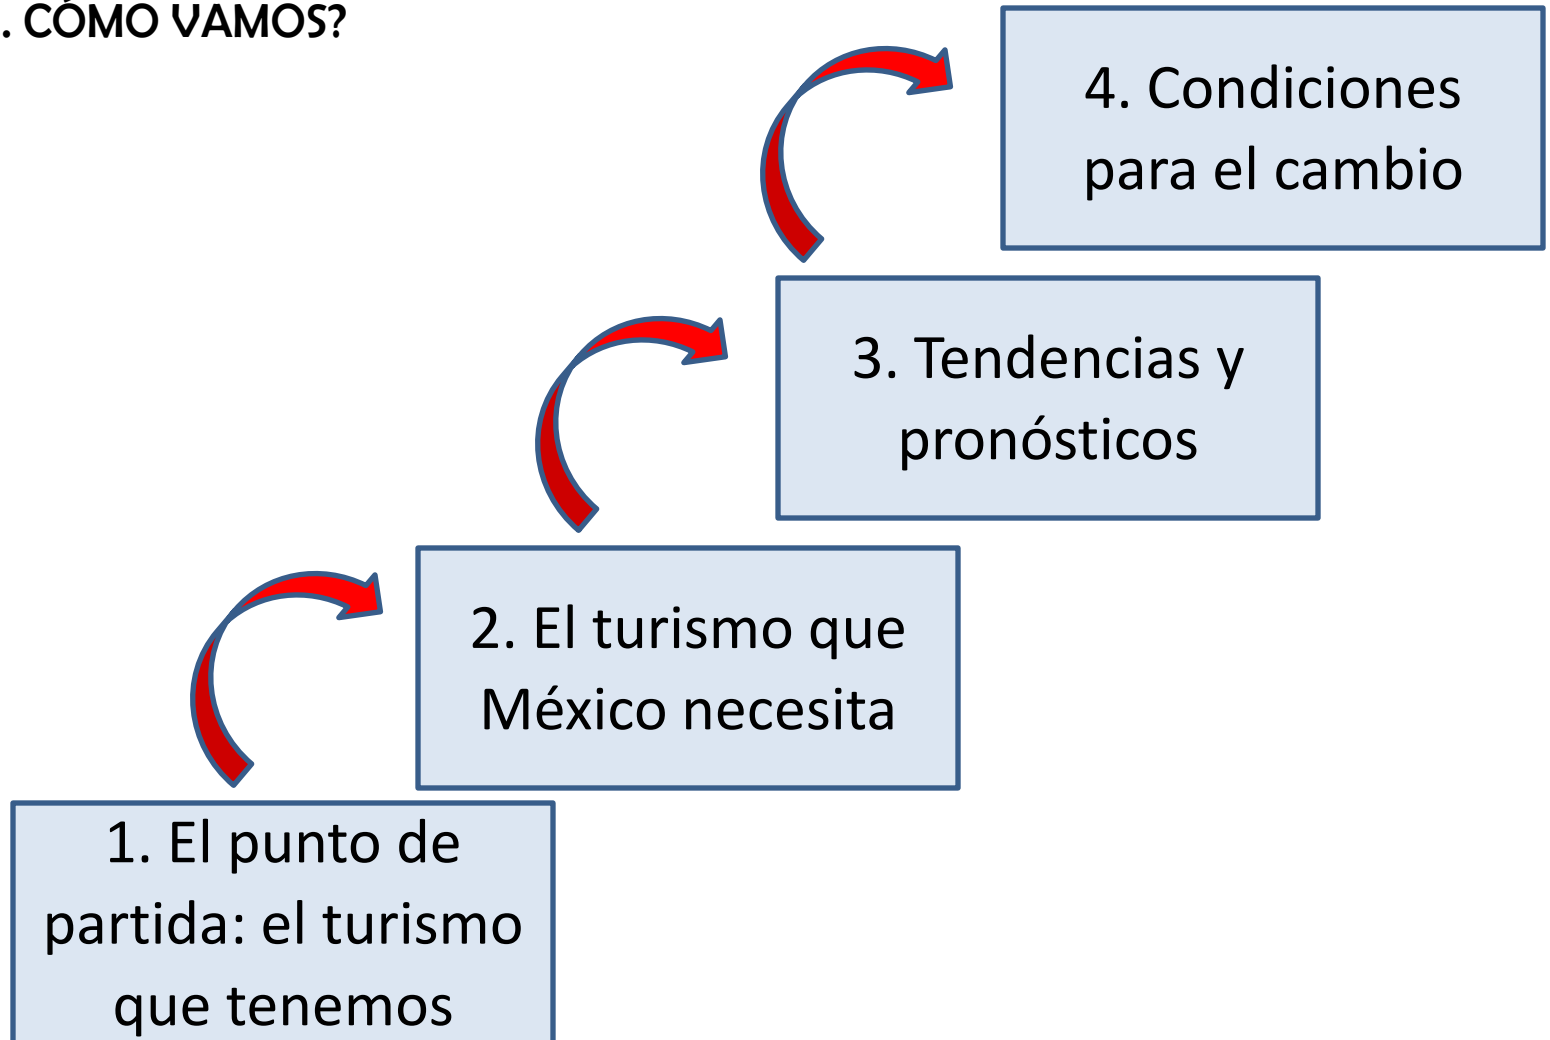 . CÓMO VAMOS?
4. Condiciones
para el cambio
3. Tendencias y
pronósticos
2. El turismo que
México necesita
1. El punto de
partida: el turismo
que tenemos